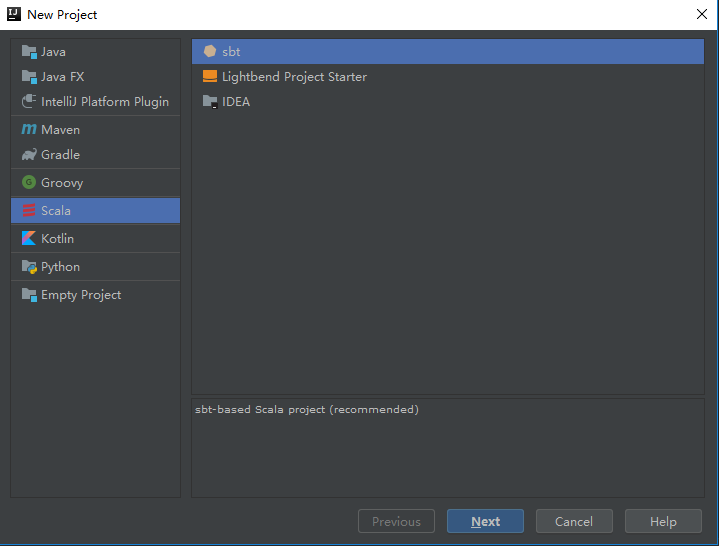 New Project
Java
Java FX
IntelliJ Platform Plugin
Maven
Gradle
Groovy
Scala
Kotlin
Python
Empty Project
sbt
Lightbend Project Starter
IDEA
sbt-based Scala project (recommended)
Previous
Next
Cancel
Help